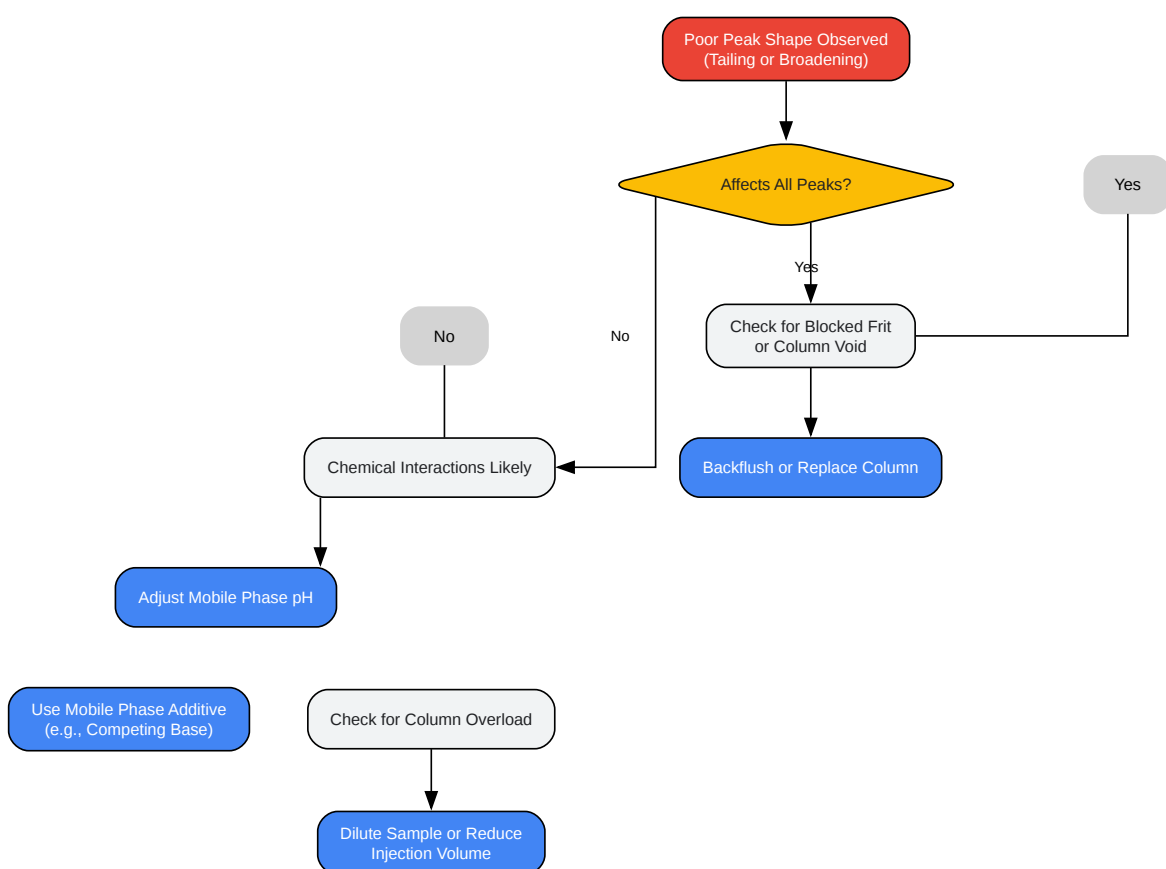 Poor Peak Shape Observed
(Tailing or Broadening)
Affects All Peaks?
Yes
Yes
Check for Blocked Frit
or Column Void
No
No
Chemical Interactions Likely
Backflush or Replace Column
Adjust Mobile Phase pH
Use Mobile Phase Additive
(e.g., Competing Base)
Check for Column Overload
Dilute Sample or Reduce
Injection Volume